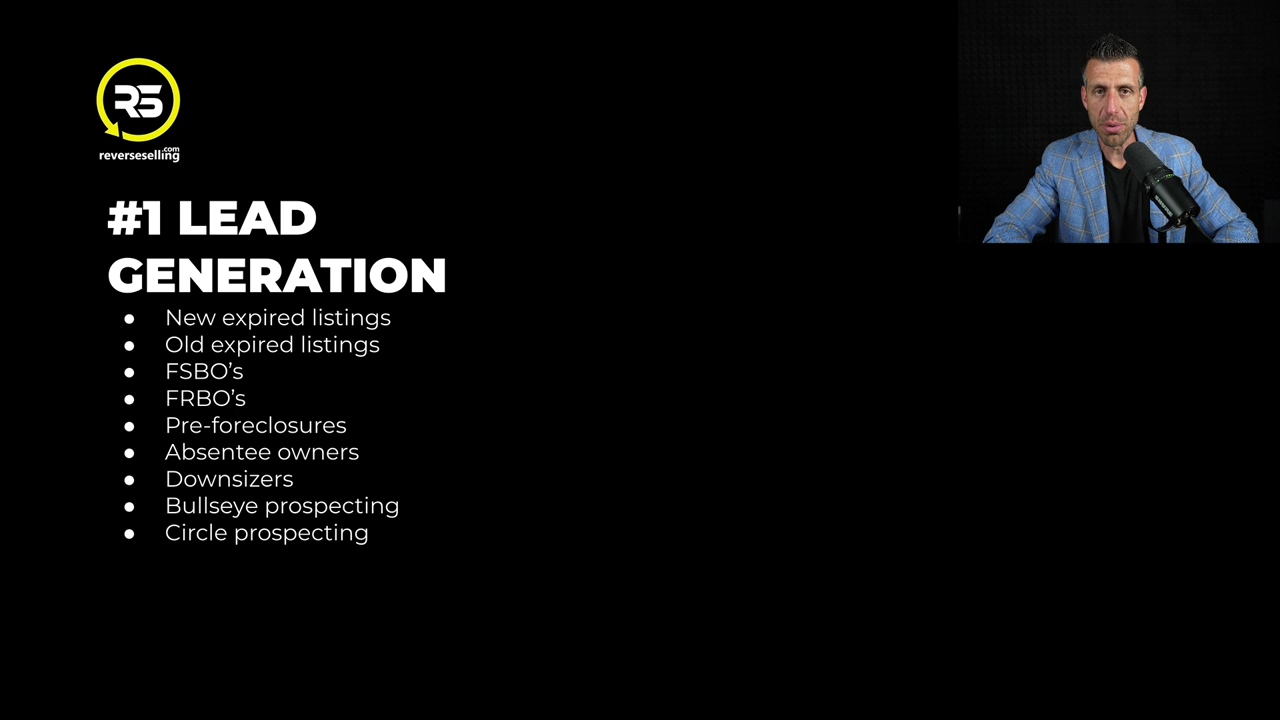 RS
reverseselling
.com
#1 LEAD
GENERATION
● New expired listings
● Old expired listings
● FSBO’s
● FRBO’s
● Pre-foreclosures
● Absentee owners
● Downsizers
● Bullseye prospecting
● Circle prospecting